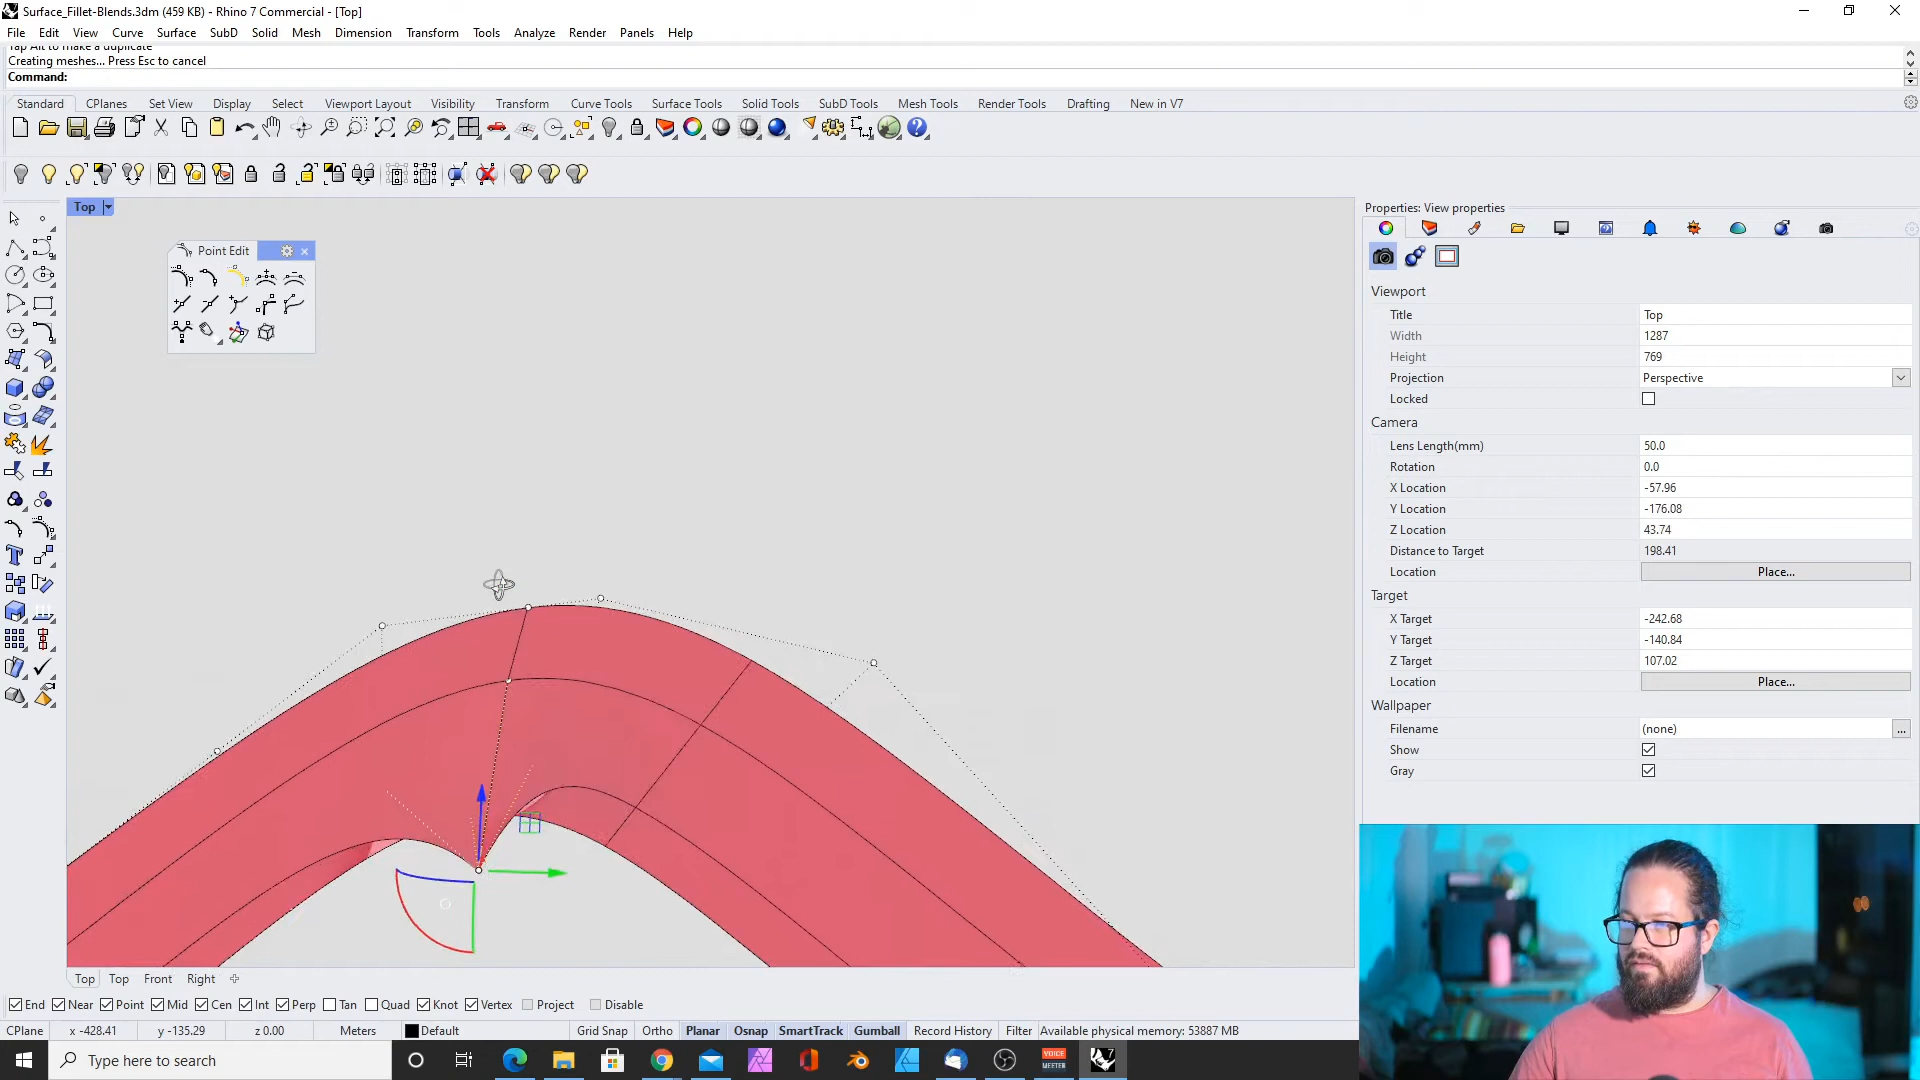 Surface_Fillet-Blends.3dm (459 KB) - Rhino 7 Commercial - [Top]
File Edit View Curve Surface SubD Solid Mesh Dimension Transform Tools Analyze Render Panels Help
Tap Alt to make a duplicate
Creating meshes... Press Esc to cancel
Command:
Standard CPlanes Set View Display Select Viewport Layout Visibility Transform Curve Tools Surface Tools Solid Tools SubD Tools Mesh Tools Render Tools Drafting New in V7
Top
Point Edit
Properties: View properties
Viewport
Title Top
Width 1287
Height 769
Projection Perspective
Locked
Camera
Lens Length(mm) 50.0
Rotation 0.0
X Location -57.96
Y Location -176.08
Z Location 43.74
Distance to Target 198.41
Location Place...
Target
X Target -242.68
Y Target -140.84
Z Target 107.02
Location Place...
Wallpaper
Filename (none) ...
Show
Gray
Top Top Front Right
End Near Point Mid Cen Int Perp Tan Quad Knot Vertex Project Disable
CPlane x -428.41 y -135.29 z 0.00 Meters Default Grid Snap Ortho Planar Osnap SmartTrack Gumball Record History Filter Available physical memory: 53887 MB
Type here to search
VOICE
MEETER
7